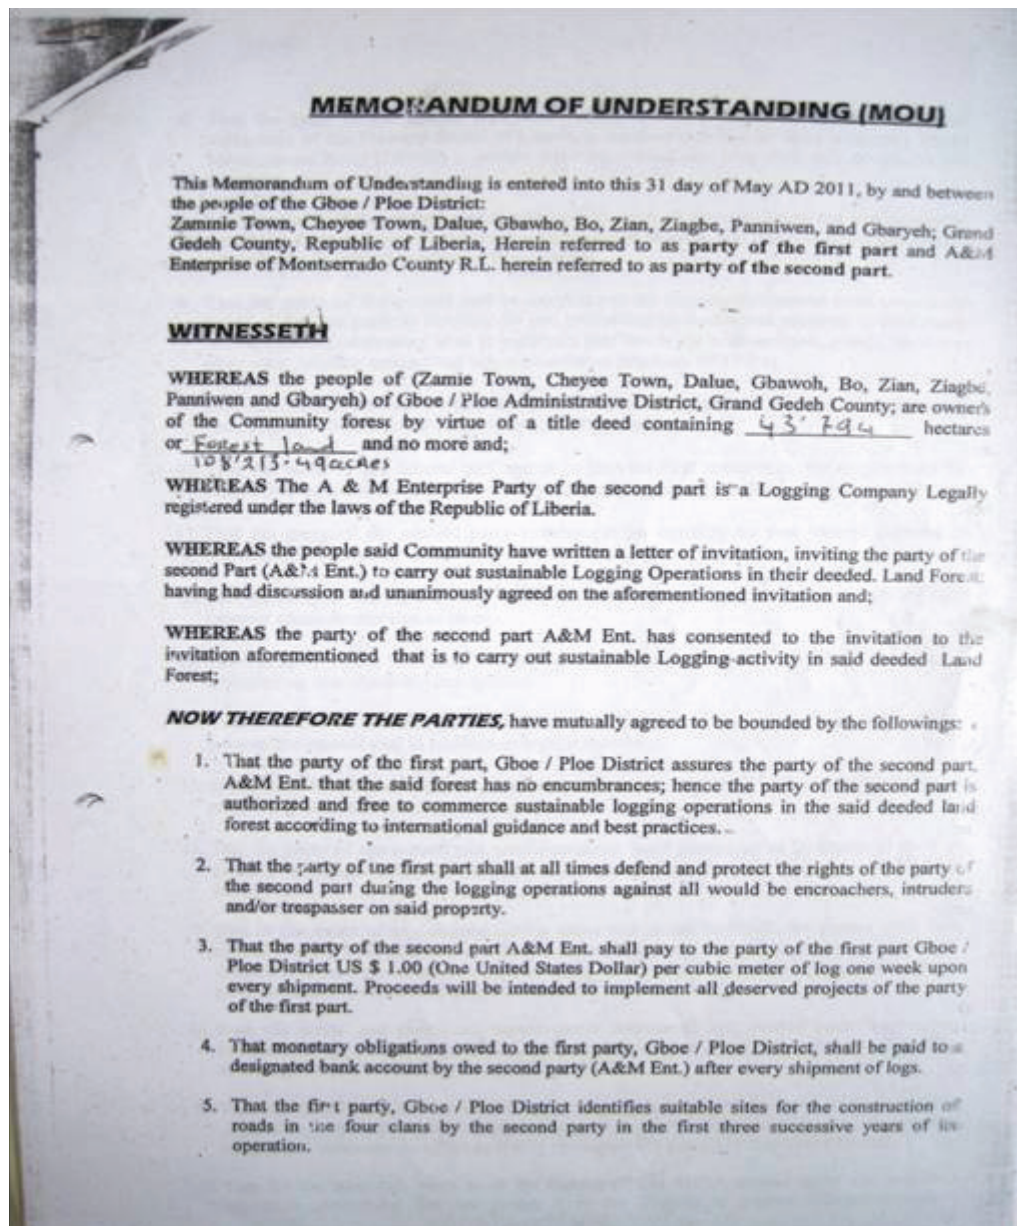 MEMORANDUM OF UNDERSTANDING (MOU)
This Memorandum of Understanding is entered into this 31 day of May AD 2011, by and between
the people of the Gboe / Ploe District:
Zammie Town, Cheyee Town, Dalue, Gbawho, Bo, Zian, Ziagbe, Panniwen, and Gbaryeh; Grand
Gedeh County, Republic of Liberia, Herein referred to as party of the first part and A&M
Enterprise of Montserrado County R.L. herein referred to as party of the second part.
WITNESSETH
WHEREAS the people of (Zamie Town, Cheyee Town, Dalue, Gbawoh, Bo, Zian, Ziagbe,
Panniwen and Gbaryeh) of Gboe / Ploe Administrative District, Grand Gedeh County; are owner's
of the Community forest by virtue of a title deed containing 43'794 hectares
or Forest land and no more and;
108'213.49acres
WHEREAS The A & M Enterprise Party of the second part is a Logging Company Legally
registered under the laws of the Republic of Liberia.
WHEREAS the people said Community have written a letter of invitation, inviting the party of the
second Part (A&M Ent.) to carry out sustainable Logging Operations in their deeded. Land Forest
having had discussion and unanimously agreed on the aforementioned invitation and;
WHEREAS the party of the second part A&M Ent. has consented to the invitation to the
invitation aforementioned that is to carry out sustainable Logging activity in said deeded Land
Forest;
NOW THEREFORE THE PARTIES, have mutually agreed to be bounded by the followings:
1. That the party of the first part, Gboe / Ploe District assures the party of the second part.
A&M Ent. that the said forest has no encumbrances; hence the party of the second part is
authorized and free to commerce sustainable logging operations in the said deeded land
forest according to international guidance and best practices.
2. That the party of the first part shall at all times defend and protect the rights of the party of
the second part during the logging operations against all would be encroachers, intruders
and/or trespasser on said property.
3. That the party of the second part A&M Ent. shall pay to the party of the first part Gboe /
Ploe District US $ 1.00 (One United States Dollar) per cubic meter of log one week upon
every shipment. Proceeds will be intended to implement all deserved projects of the party
of the first part.
4. That monetary obligations owed to the first party, Gboe / Ploe District, shall be paid to a
designated bank account by the second party (A&M Ent.) after every shipment of logs.
5. That the first party, Gboe / Ploe District identifies suitable sites for the construction of
roads in the four clans by the second party in the first three successive years of its
operation.